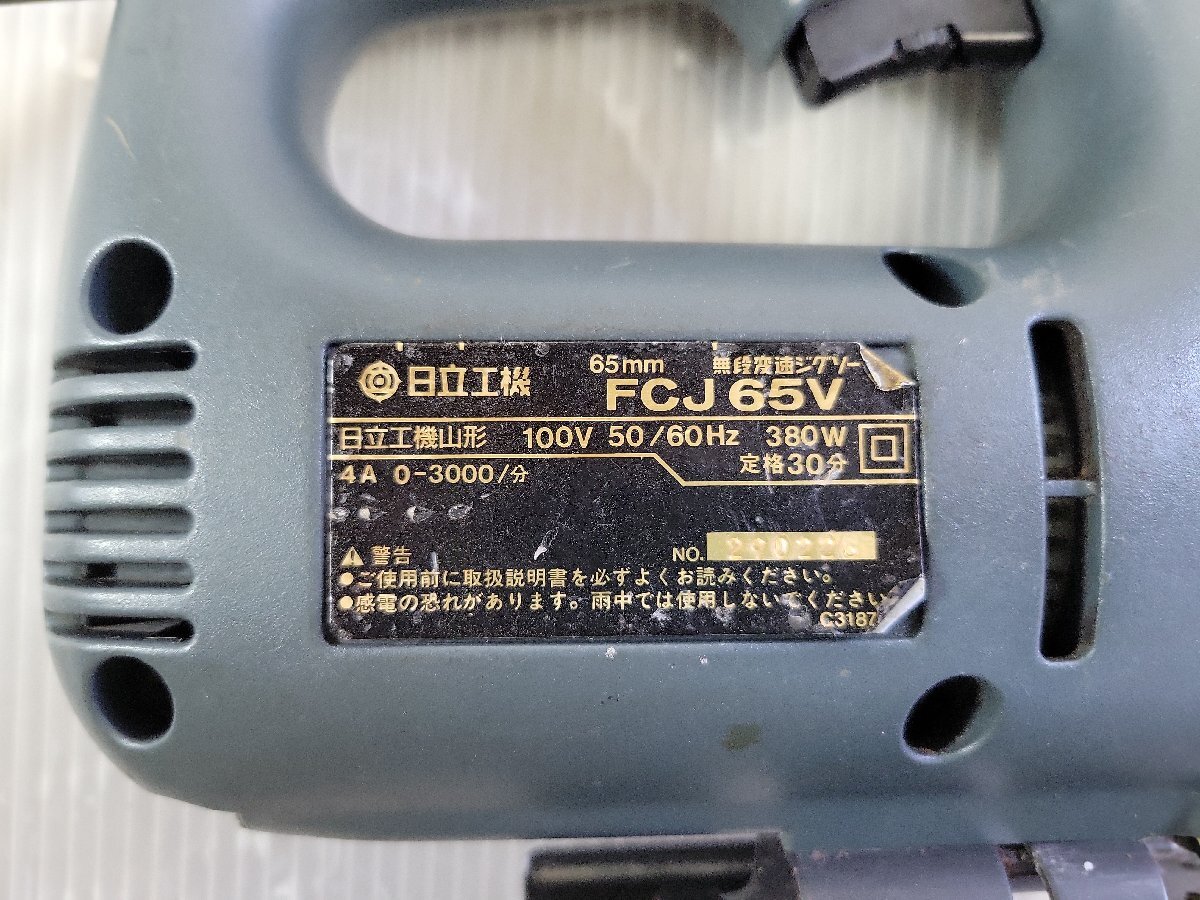 日立工機
65mm 無段変速ジグソー
FCJ 65V
日立工機山形 100V 50/60Hz 380W
4A 0-3000/分 定格30分
NO.
⚠ 警告
●ご使用前に取扱説明書を必ずよくお読みください。
●感電の恐れがあります。雨中では使用しないでください
C3187